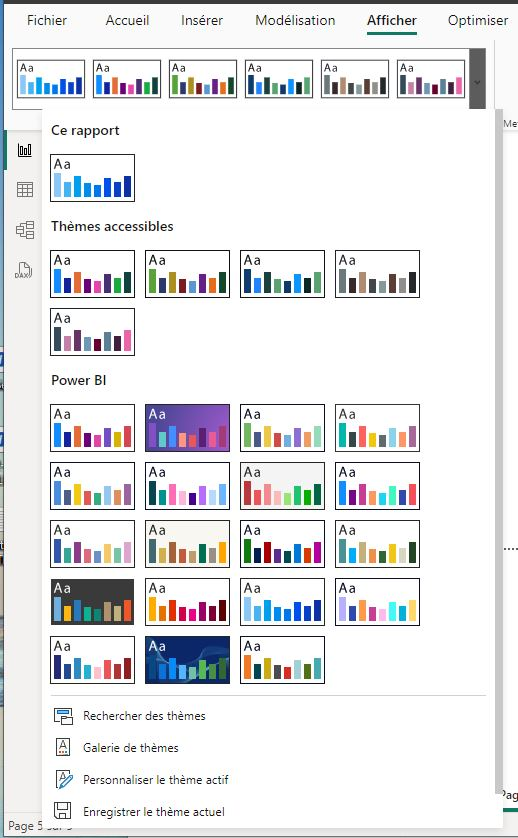 Fichier Accueil Insérer Modélisation Afficher Optimiser
Aa Aa Aa Aa Aa Aa
Ce rapport
Aa
Thèmes accessibles
Aa Aa Aa Aa
Aa
DAX
Power BI
Aa Aa Aa Aa
Aa Aa Aa Aa
Aa Aa Aa Aa
Aa Aa Aa Aa
Aa Aa Aa
Rechercher des thèmes
Galerie de thèmes
Personnaliser le thème actif
Enregistrer le thème actuel
Page 5 sur 5